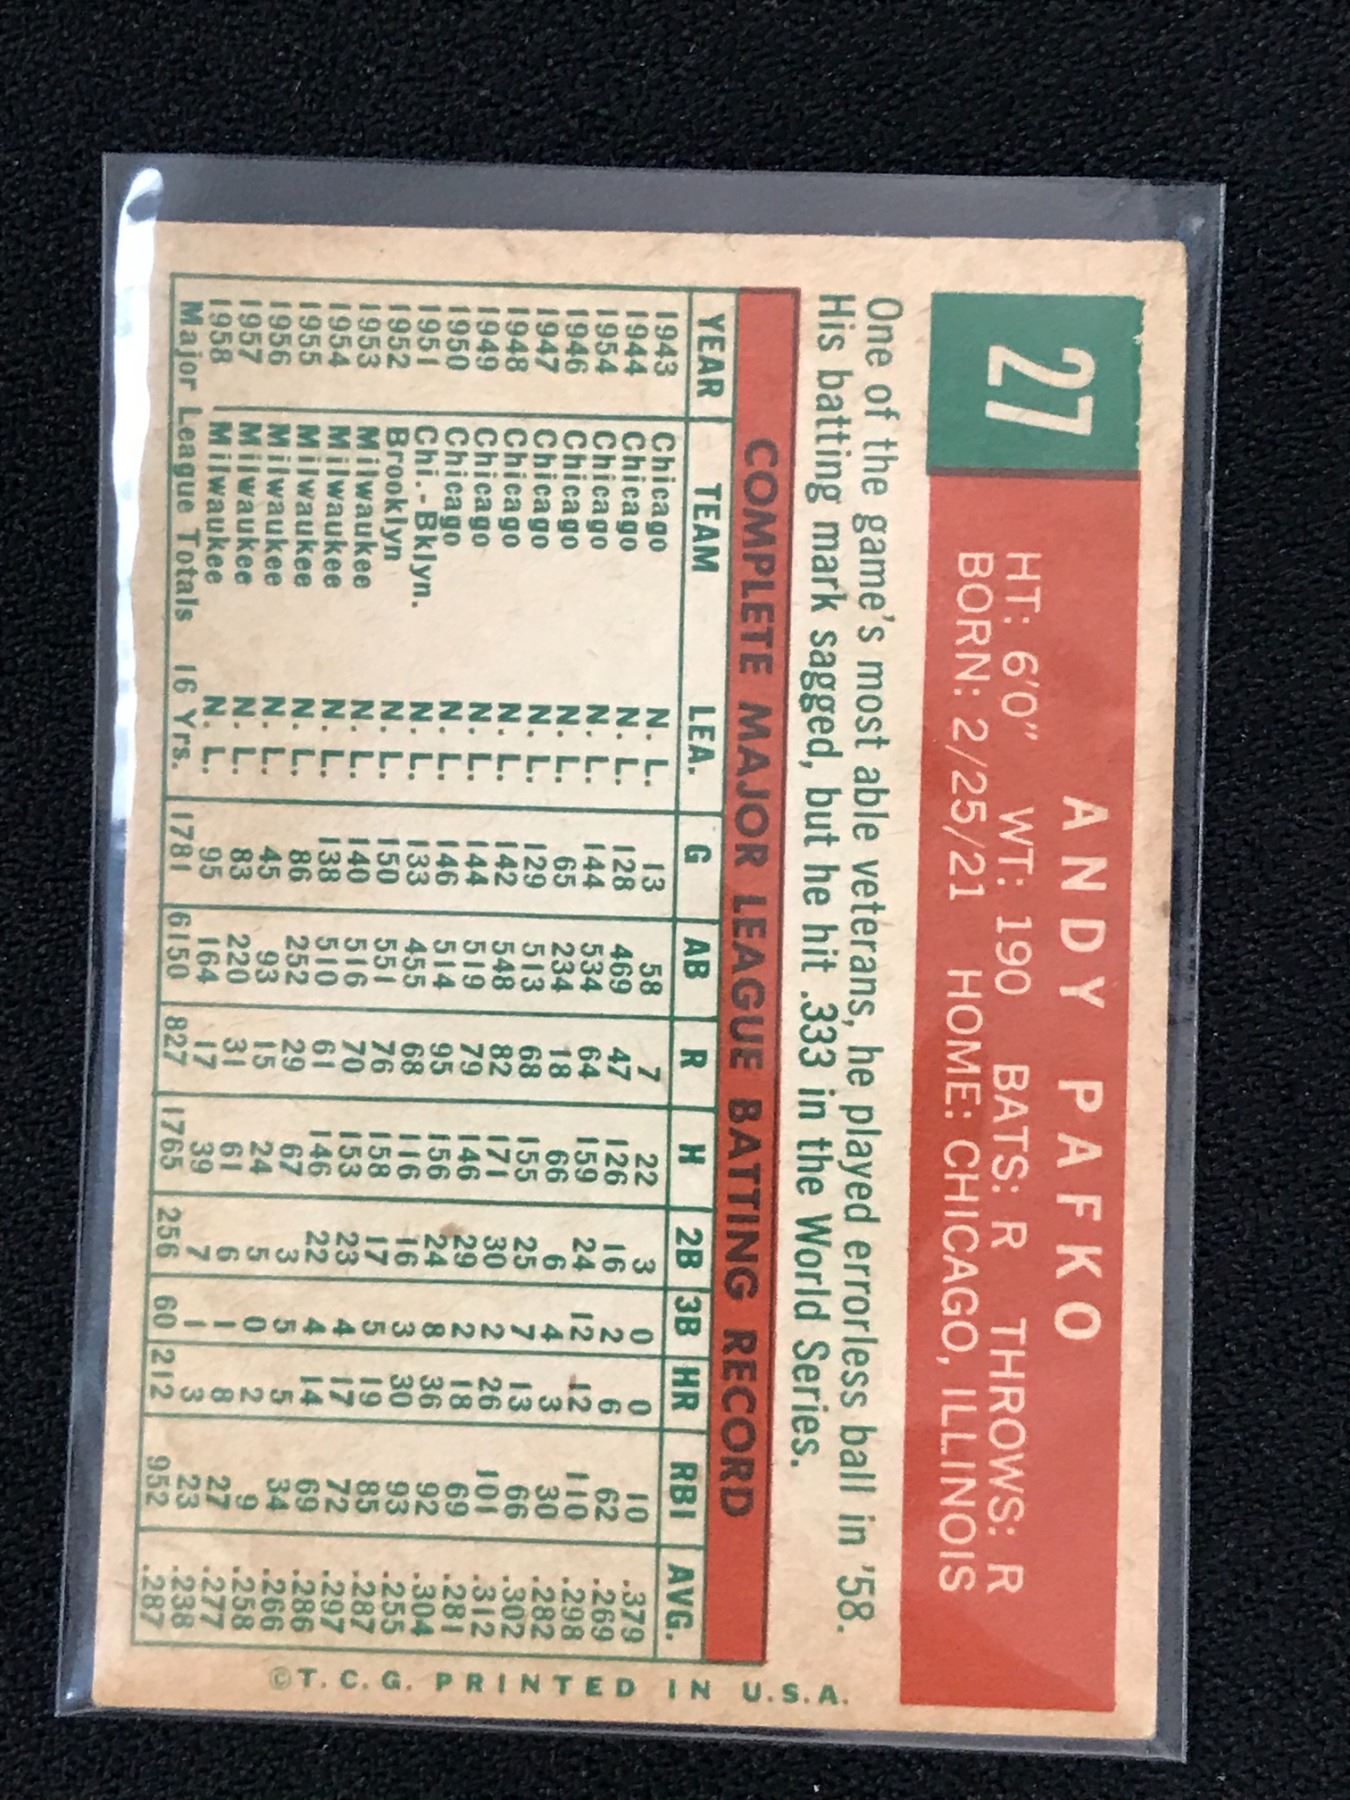 27
ANDY PAFKO
HT: 6'0" WT: 190 BATS: R THROWS: R
BORN: 2/25/21 HOME: CHICAGO, ILLINOIS
One of the game's most able veterans, he played errorless ball in '58.
His batting mark sagged, but he hit .333 in the World Series.
COMPLETE MAJOR LEAGUE BATTING RECORD
YEAR TEAM LEA. G AB R H 2B 3B HR RBI AVG.
1943 Chicago N. L. 13 58 7 22 3 0 0 10 .379
1944 Chicago N. L. 128 469 47 126 16 2 6 62 .269
1954 Chicago N. L. 144 534 64 159 24 12 12 110 .298
1946 Chicago N. L. 65 234 18 66 6 4 3 30 .282
1947 Chicago N. L. 129 513 68 155 25 7 13 66 .302
1948 Chicago N. L. 142 548 82 171 30 2 26 101 .312
1949 Chicago N. L. 144 519 79 146 29 2 18 69 .281
1950 Chicago N. L. 146 514 95 156 24 8 36 92 .304
1951 Chi.-Bklyn. N. L. 133 455 68 116 16 3 30 93 .255
1952 Brooklyn N. L. 150 551 76 158 17 5 19 85 .287
1953 Milwaukee N. L. 140 516 70 153 23 4 17 72 .297
1954 Milwaukee N. L. 138 510 61 146 22 4 14 69 .286
1955 Milwaukee N. L. 86 252 29 67 3 5 5 34 .266
1956 Milwaukee N. L. 45 93 15 24 5 0 2 9 .258
1957 Milwaukee N. L. 83 220 31 61 6 1 8 27 .277
1958 Milwaukee N. L. 95 164 17 39 7 1 3 23 .238
Major League Totals 16 Yrs. 1781 6150 827 1765 256 60 212 952 .287
©T.C.G. PRINTED IN U.S.A.